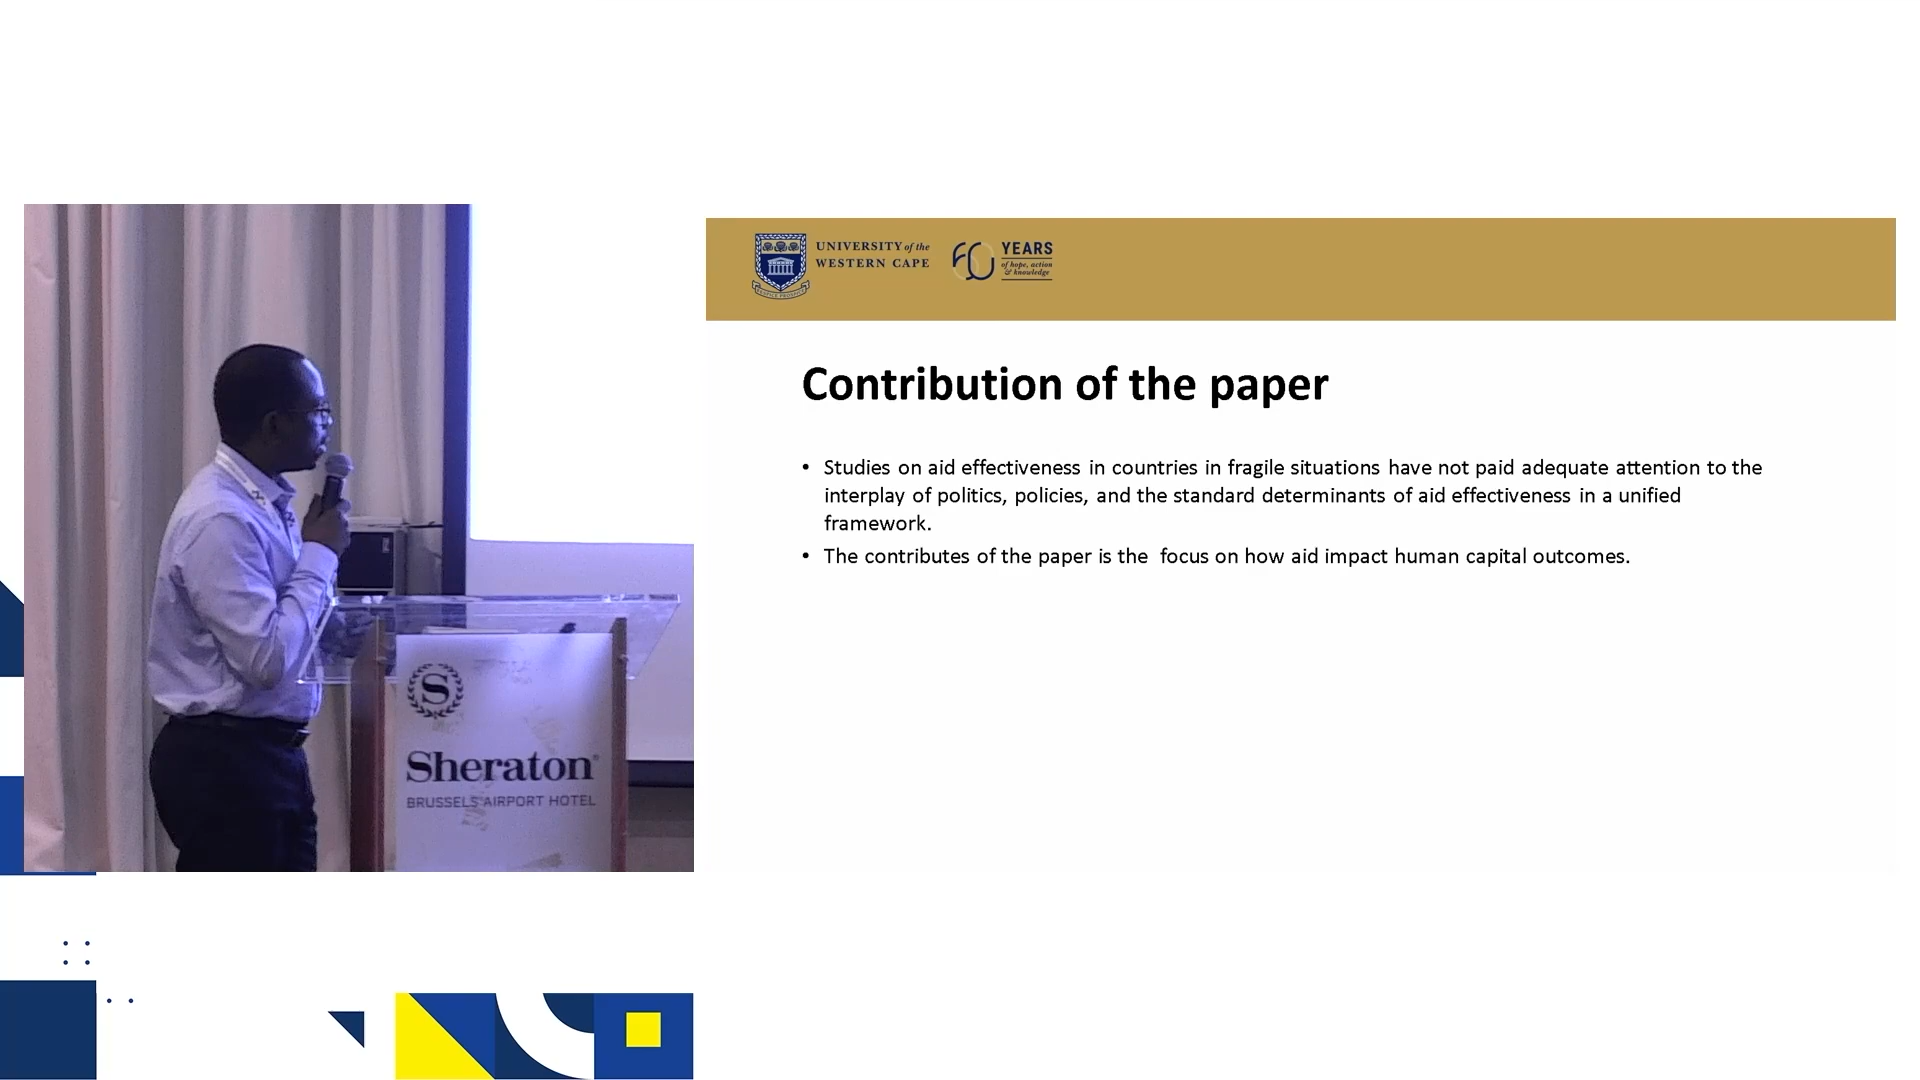 UNIVERSITY of the
WESTERN CAPE
60
YEARS
of hope, action
& knowledge
Contribution of the paper
• Studies on aid effectiveness in countries in fragile situations have not paid adequate attention to the
interplay of politics, policies, and the standard determinants of aid effectiveness in a unified
framework.
• The contributes of the paper is the  focus on how aid impact human capital outcomes.
S
Sheraton
BRUSSELS AIRPORT HOTEL